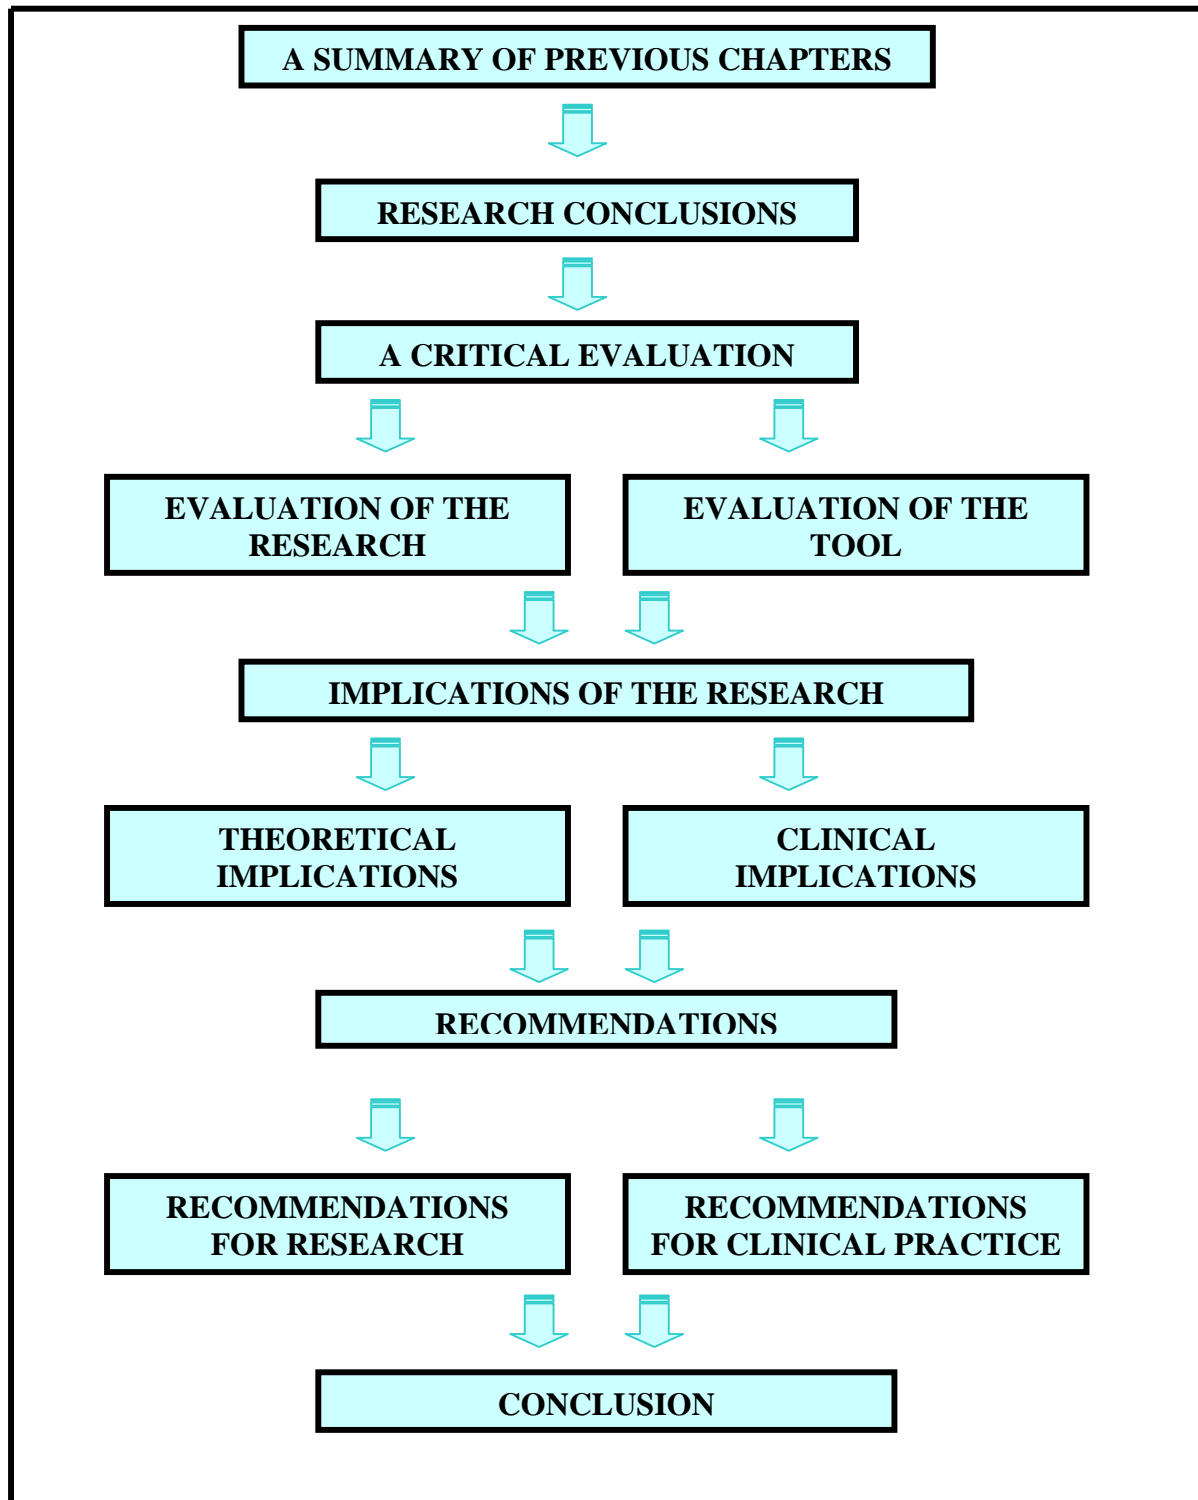 A SUMMARY OF PREVIOUS CHAPTERS
RESEARCH CONCLUSIONS
A CRITICAL EVALUATION
EVALUATION OF THE
RESEARCH
EVALUATION OF THE
TOOL
IMPLICATIONS OF THE RESEARCH
THEORETICAL
IMPLICATIONS
CLINICAL
IMPLICATIONS
RECOMMENDATIONS
RECOMMENDATIONS
FOR RESEARCH
RECOMMENDATIONS
FOR CLINICAL PRACTICE
CONCLUSION